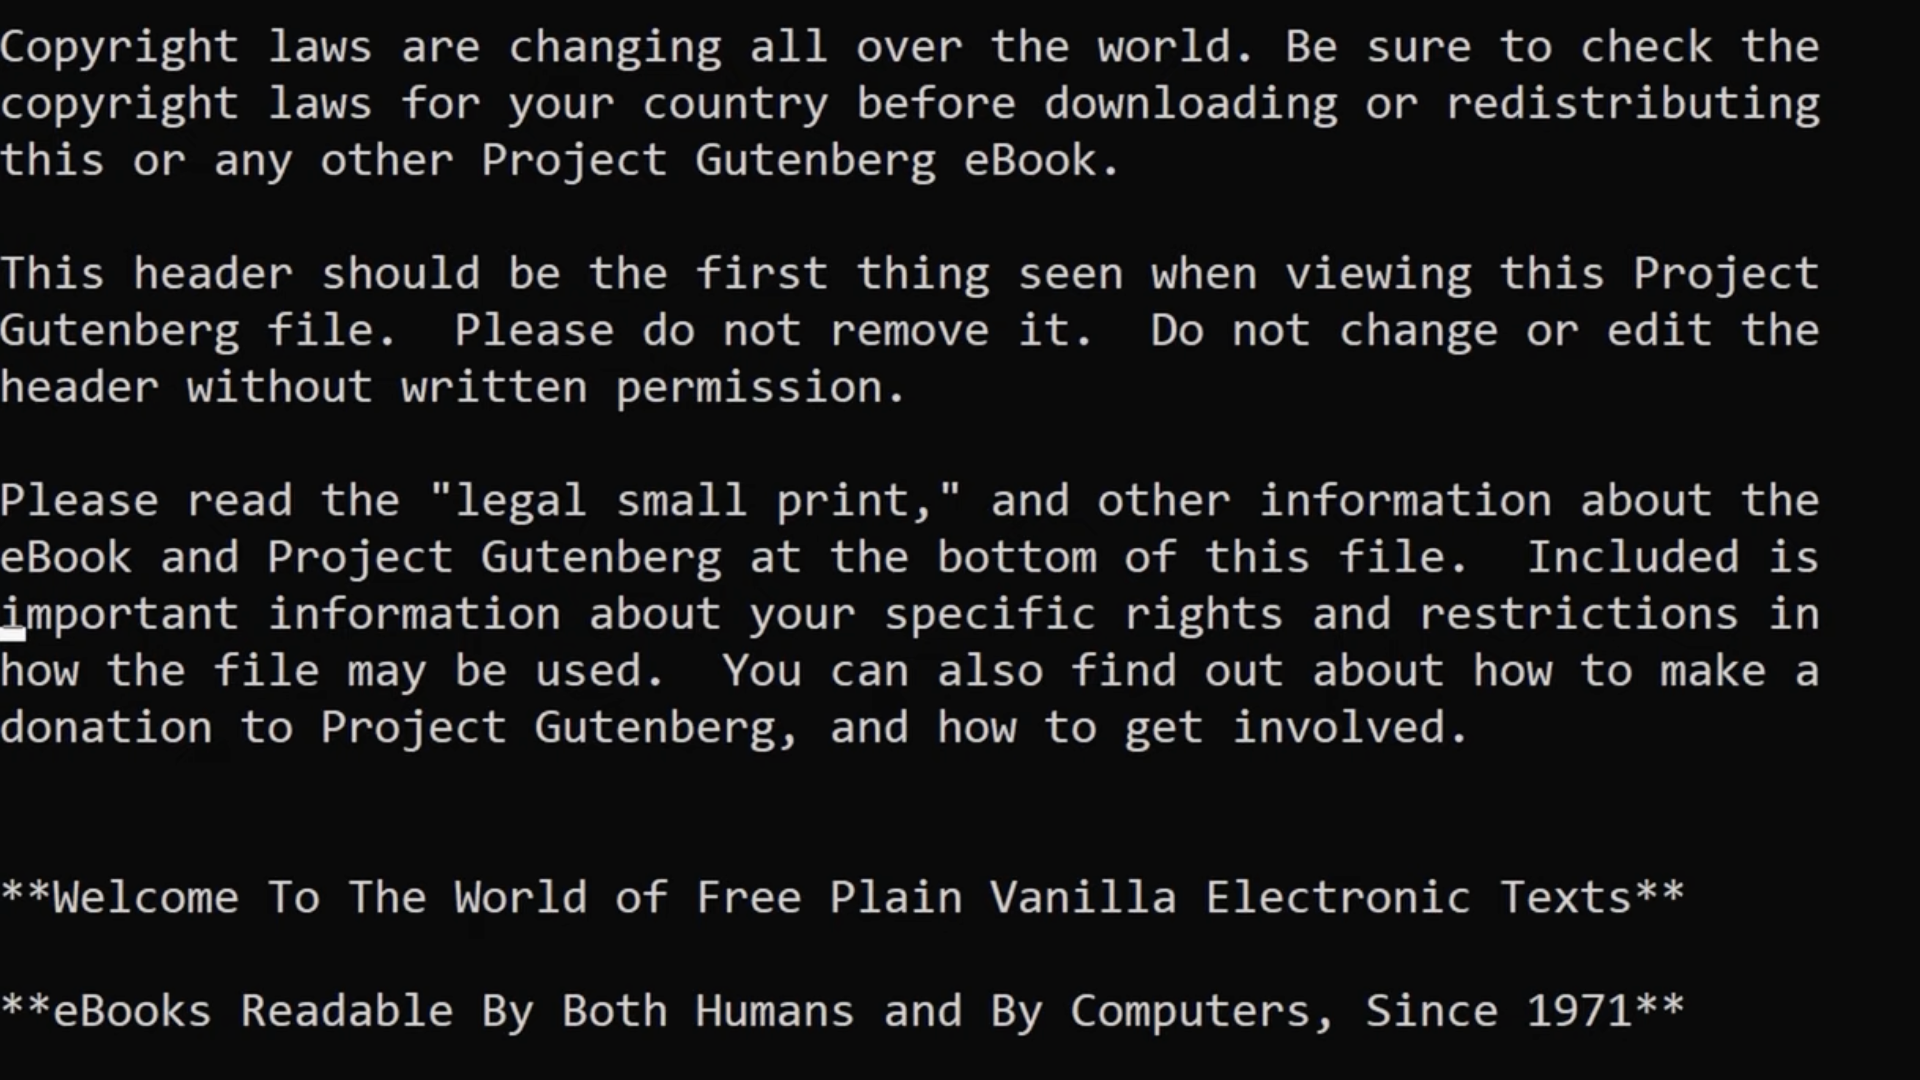 Copyright laws are changing all over the world. Be sure to check the
copyright laws for your country before downloading or redistributing
this or any other Project Gutenberg eBook.

This header should be the first thing seen when viewing this Project
Gutenberg file.  Please do not remove it.  Do not change or edit the
header without written permission.

Please read the "legal small print," and other information about the
eBook and Project Gutenberg at the bottom of this file.  Included is
important information about your specific rights and restrictions in
how the file may be used.  You can also find out about how to make a
donation to Project Gutenberg, and how to get involved.

**Welcome To The World of Free Plain Vanilla Electronic Texts**

**eBooks Readable By Both Humans and By Computers, Since 1971**